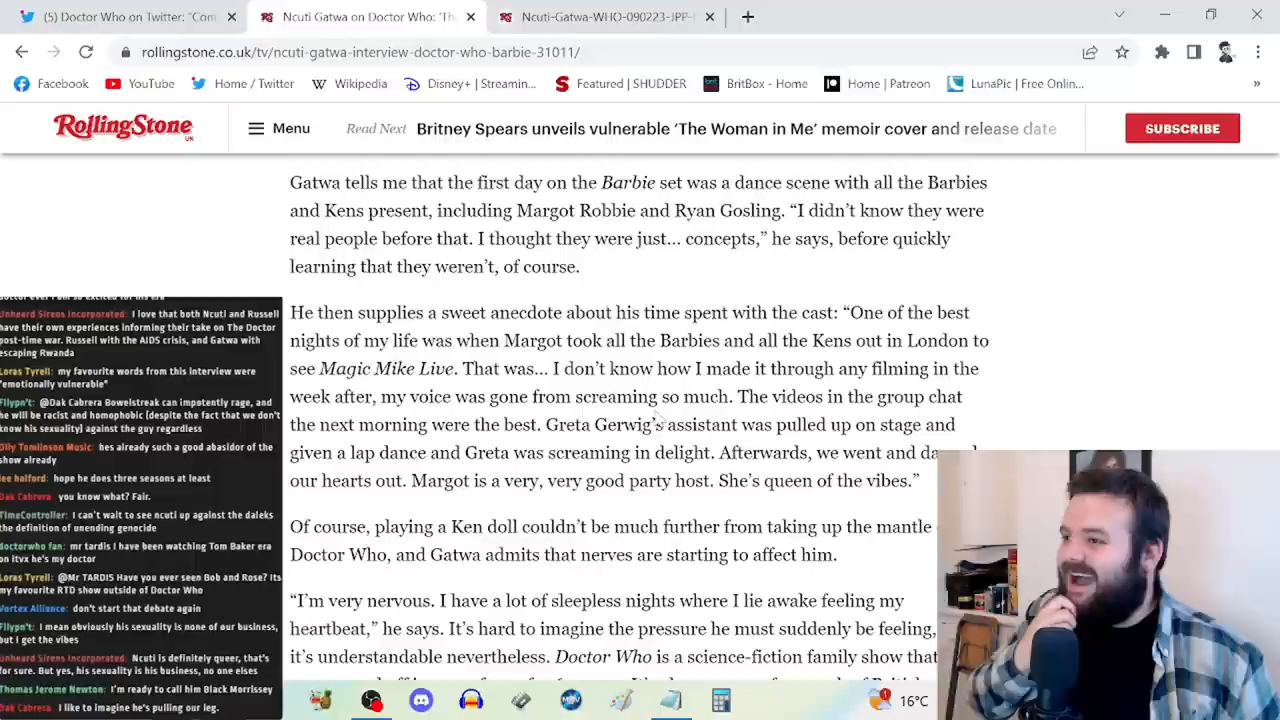 (5) Doctor Who on Twitter: "Com
Ncuti Gatwa on Doctor Who: 'Th
Ncuti-Gatwa-WHO-090223-JPP-I
rollingstone.co.uk/tv/ncuti-gatwa-interview-doctor-who-barbie-31011/
Facebook
YouTube
Home / Twitter
Wikipedia
Disney+ | Streamin...
Featured | SHUDDER
BritBox - Home
Home | Patreon
LunaPic | Free Onlin...
»
RollingStone
UK
Menu
Read Next Britney Spears unveils vulnerable 'The Woman in Me' memoir cover and release date
SUBSCRIBE
Gatwa tells me that the first day on the Barbie set was a dance scene with all the Barbies
and Kens present, including Margot Robbie and Ryan Gosling. “I didn’t know they were
real people before that. I thought they were just… concepts,” he says, before quickly
learning that they weren’t, of course.
He then supplies a sweet anecdote about his time spent with the cast: “One of the best
nights of my life was when Margot took all the Barbies and all the Kens out in London to
see Magic Mike Live. That was… I don’t know how I made it through any filming in the
week after, my voice was gone from screaming so much. The videos in the group chat
the next morning were the best. Greta Gerwig’s assistant was pulled up on stage and
given a lap dance and Greta was screaming in delight. Afterwards, we went and da
our hearts out. Margot is a very, very good party host. She’s queen of the vibes.”
Of course, playing a Ken doll couldn’t be much further from taking up the mantle
Doctor Who, and Gatwa admits that nerves are starting to affect him.
“I’m very nervous. I have a lot of sleepless nights where I lie awake feeling my
heartbeat,” he says. It’s hard to imagine the pressure he must suddenly be feeling,
it’s understandable nevertheless. Doctor Who is a science-fiction family show that
Unheard Sirens Incorporated: I love that both Ncuti and Russell
have their own experiences informing their take on The Doctor
post-time war. Russell with the AIDS crisis, and Gatwa with
escaping Rwanda
Loras Tyrell: my favourite words from this interview were
"emotionally vulnerable"
Fllypn't: @Dak Cabrera Bowelstreak can impotently rage, and
he will be racist and homophobic [despite the fact that we don't
know his sexuality] against the guy regardless
Olly Tomlinson Music: hes already such a good abasidor of the
show already
lee halford: hope he does three seasons at least
Dak Cabrera: you know what? Fair.
TimeController: I can't wait to see ncuti up against the daleks
the definition of unending genocide
doctorwho fan: mr tardis I have been watching Tom Baker era
on itvx he's my doctor
Loras Tyrell: @Mr TARDIS Have you ever seen Bob and Rose? Its
my favourite RTD show outside of Doctor Who
Vortex Alliance: don't start that debate again
Fllypn't: I mean obviously his sexuality is none of our business,
but I get the vibes
Unheard Sirens Incorporated: Ncuti is definitely queer, that's
for sure. But yes, his sexuality is his business, no one elses
Thomas Jerome Newton: I'm ready to call him Black Morrissey
Dak Cabrera: I like to imagine he's pulling our leg.
16°C